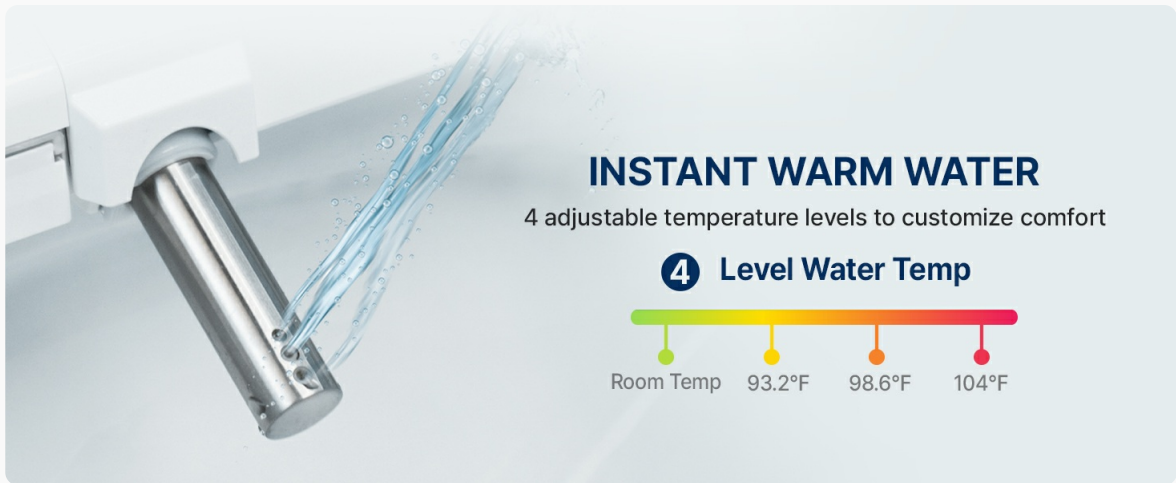 INSTANT WARM WATER
4 adjustable temperature levels to customize comfort
4 Level Water Temp
Room Temp 93.2°F 98.6°F 104°F